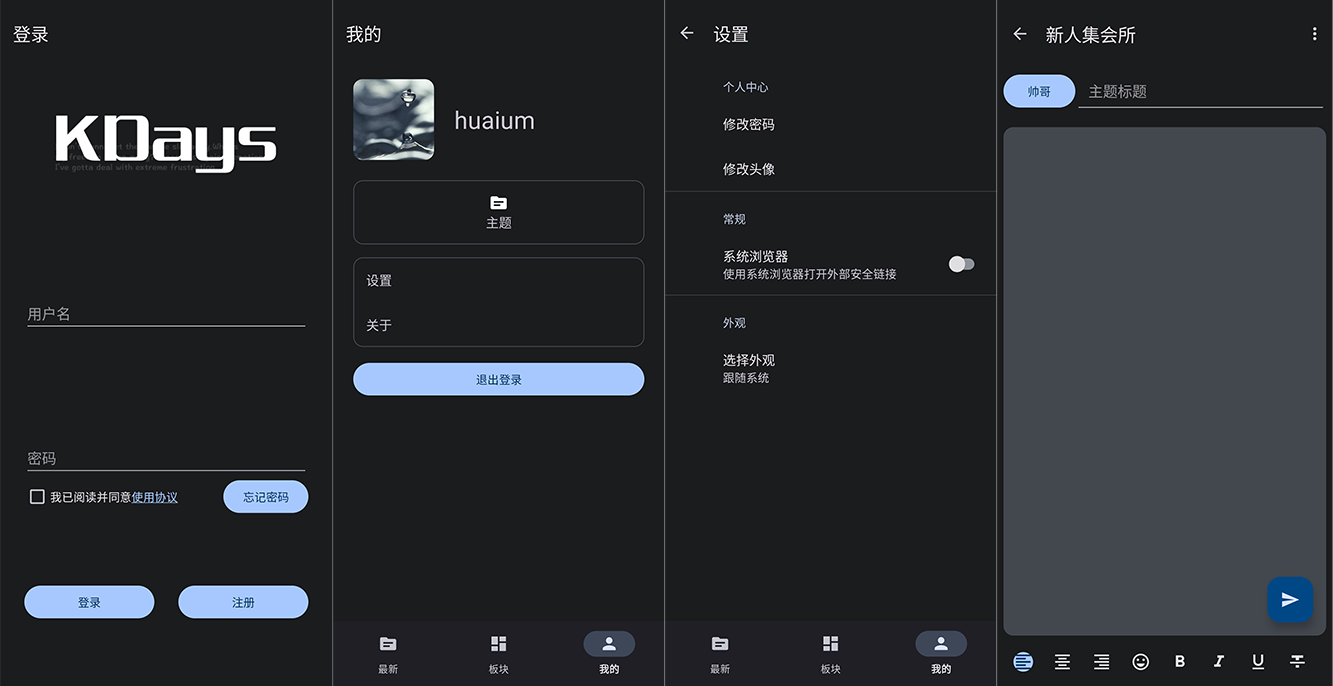 登录
KDays
I've gotta deal with extreme frustration.
用户名
密码
我已阅读并同意使用协议
忘记密码
登录
注册
我的
huaium
主题
设置
关于
退出登录
最新
板块
我的
设置
个人中心
修改密码
修改头像
常规
系统浏览器
使用系统浏览器打开外部安全链接
外观
选择外观
跟随系统
最新
板块
我的
新人集会所
帅哥
主题标题
B
I
U